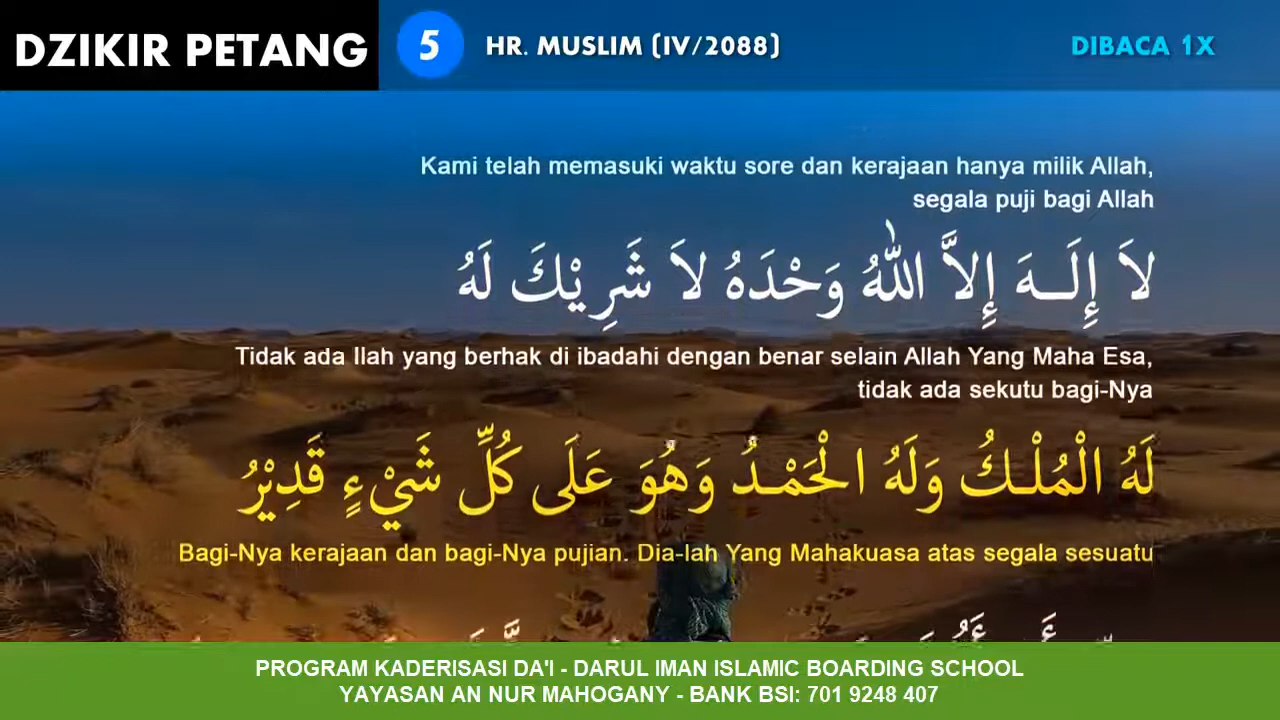 DZIKIR PETANG
5
HR. MUSLIM (IV/2088)
DIBACA 1X
Kami telah memasuki waktu sore dan kerajaan hanya milik Allah,
segala puji bagi Allah
لاَ إِلَـهَ إِلاَّ اللهُ وَحْدَهُ لاَ شَرِيْكَ لَهُ
Tidak ada Ilah yang berhak di ibadahi dengan benar selain Allah Yang Maha Esa,
tidak ada sekutu bagi-Nya
لَهُ الْمُلْـكُ وَلَهُ الْحَمْـدُ وَهُوَ عَلَى كُلِّ شَيْءٍ قَدِيْرُ
Bagi-Nya kerajaan dan bagi-Nya pujian. Dia-lah Yang Mahakuasa atas segala sesuatu
PROGRAM KADERISASI DA'I - DARUL IMAN ISLAMIC BOARDING SCHOOL
YAYASAN AN NUR MAHOGANY - BANK BSI: 701 9248 407